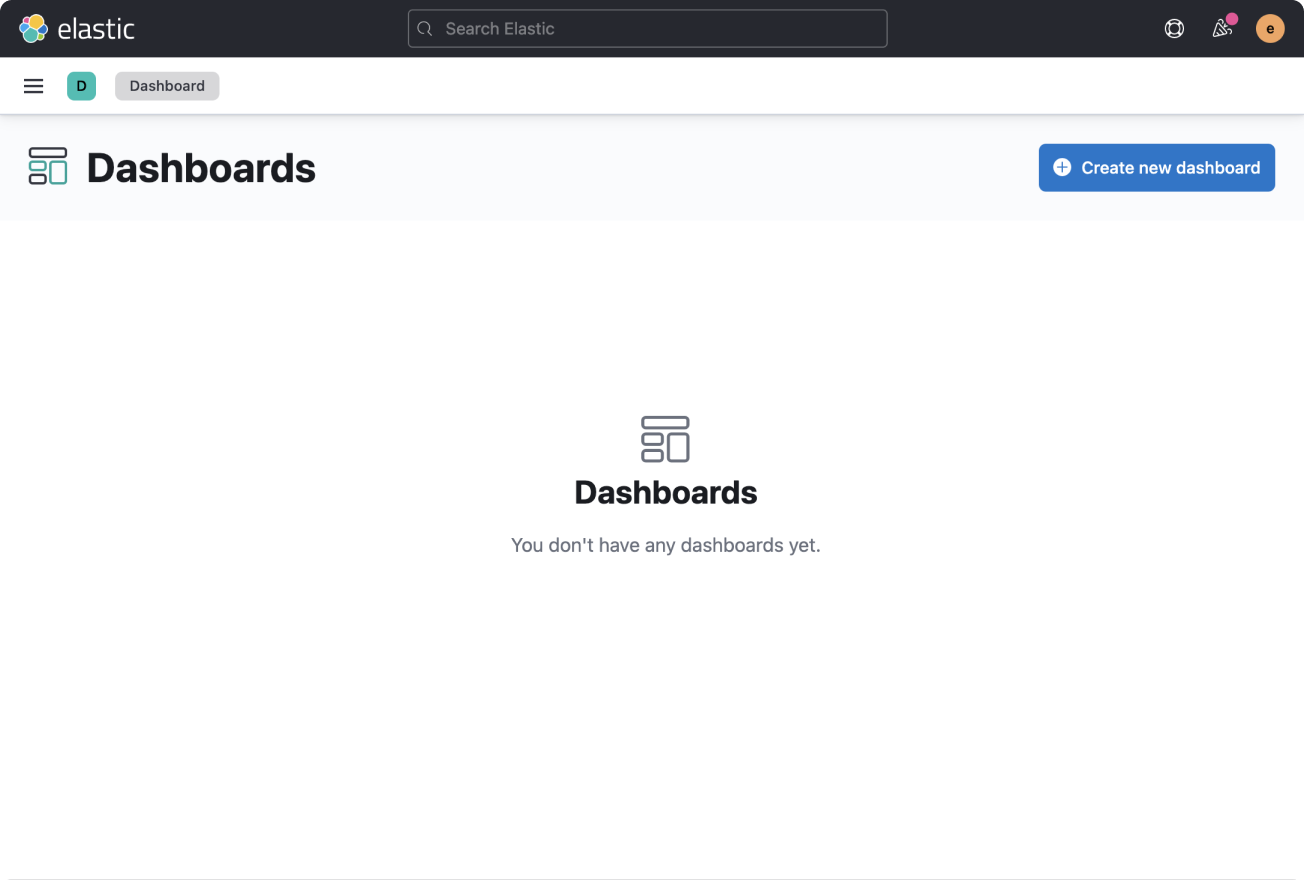 elastic
Search Elastic
e
D
Dashboard
Dashboards
Create new dashboard
Dashboards
You don't have any dashboards yet.